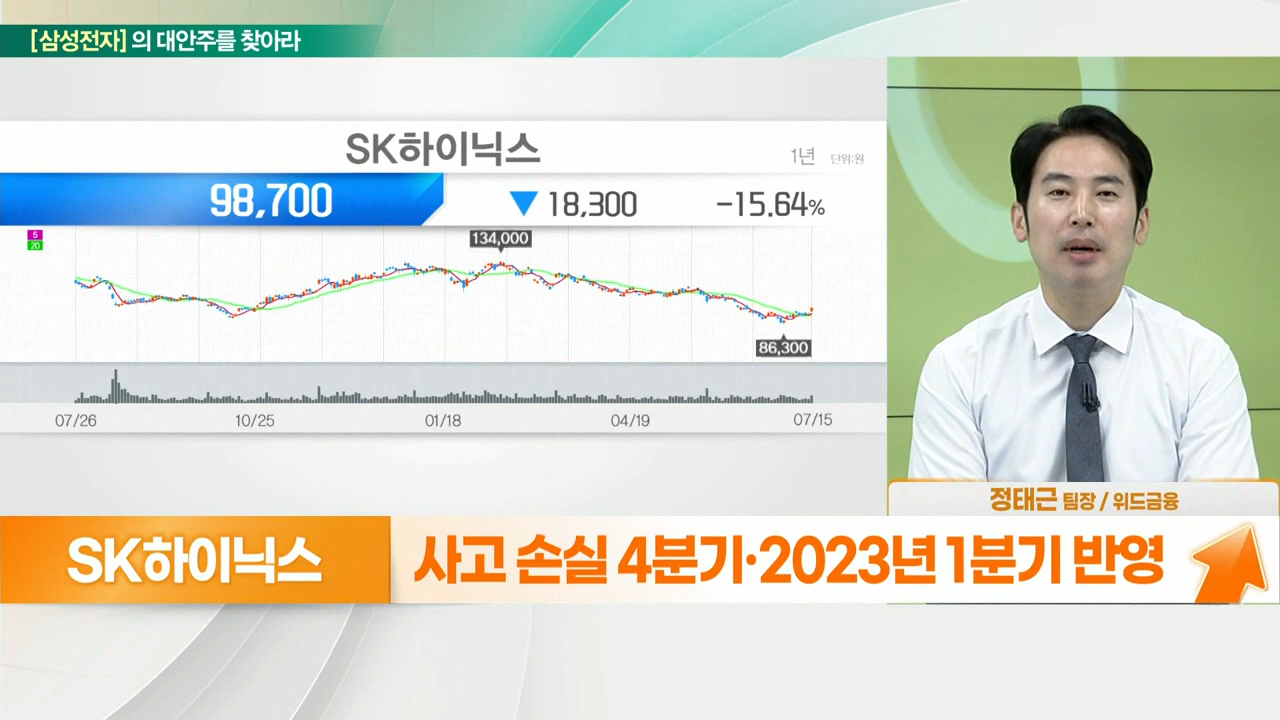 [삼성전자] 의 대안주를 찾아라
SK하이닉스
1년 단위:원
98,700 ▼ 18,300 -15.64%
5
20
134,000
86,300
07/26 10/25 01/18 04/19 07/15
정태근 팀장 / 위드금융
SK하이닉스 사고 손실 4분기·2023년 1분기 반영